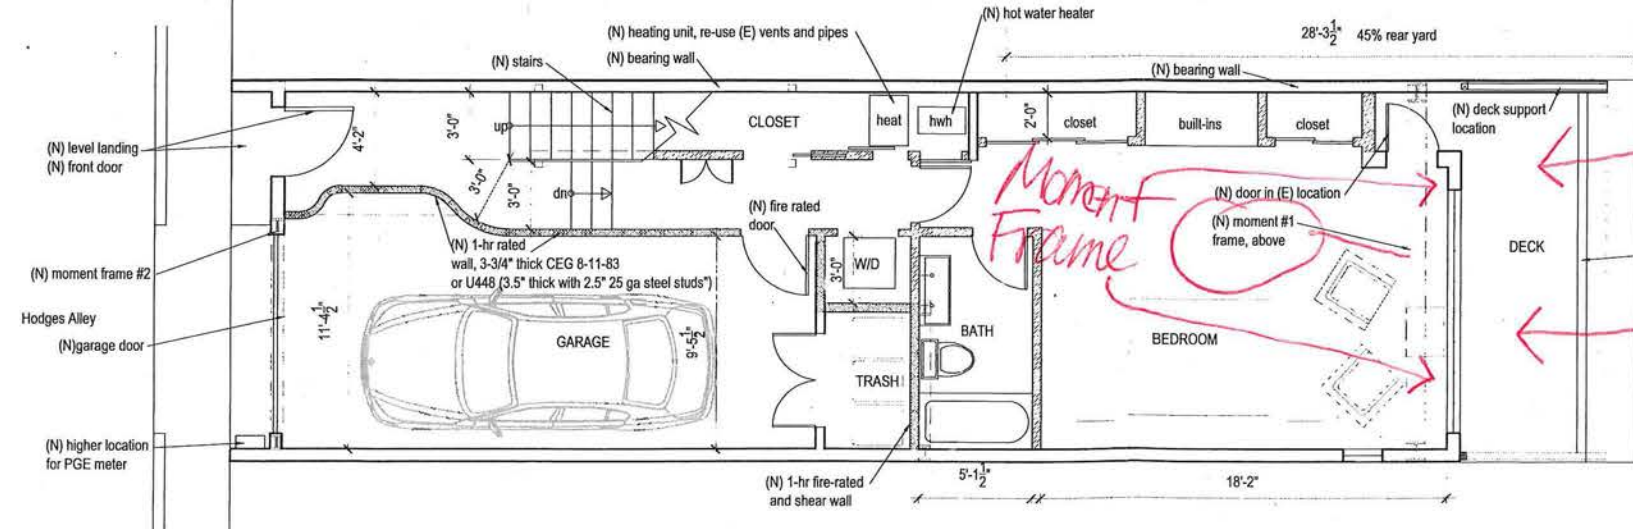 (N) hot water heater
(N) heating unit, re-use (E) vents and pipes
28'-3 1/2" 45% rear yard
(N) stairs
(N) bearing wall
(N) bearing wall
(N) level landing
(N) front door
4'-2"
3'-0"
up
CLOSET
heat
hwh
2'-0"
closet
built-ins
closet
(N) deck support
location
3'-0"
3'-0"
dn
Moment
Frame
(N) door in (E) location
(N) moment #1
frame, above
DECK
(N) fire rated
door
(N) 1-hr rated
wall, 3-3/4" thick CEG 8-11-83
or U448 (3.5" thick with 2.5" 25 ga steel studs")
(N) moment frame #2
3'-0"
W/D
Hodges Alley
(N)garage door
11'-4 1/2"
GARAGE
9'-5 1/2"
BATH
BEDROOM
TRASH
(N) higher location
for PGE meter
(N) 1-hr fire-rated
and shear wall
5'-1 1/2"
18'-2"